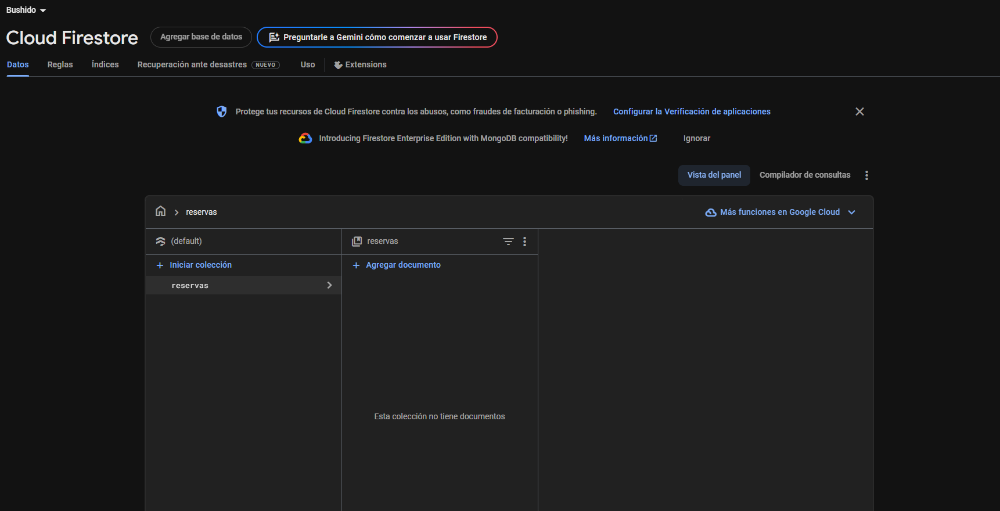 Bushido
Cloud Firestore
Agregar base de datos
Preguntarle a Gemini cómo comenzar a usar Firestore
Datos
Reglas
Índices
Recuperación ante desastres
NUEVO
Uso
Extensions
Protege tus recursos de Cloud Firestore contra los abusos, como fraudes de facturación o phishing.
Configurar la Verificación de aplicaciones
Introducing Firestore Enterprise Edition with MongoDB compatibility!
Más información
Ignorar
Vista del panel
Compilador de consultas
reservas
Más funciones en Google Cloud
(default)
reservas
Iniciar colección
Agregar documento
reservas
Esta colección no tiene documentos